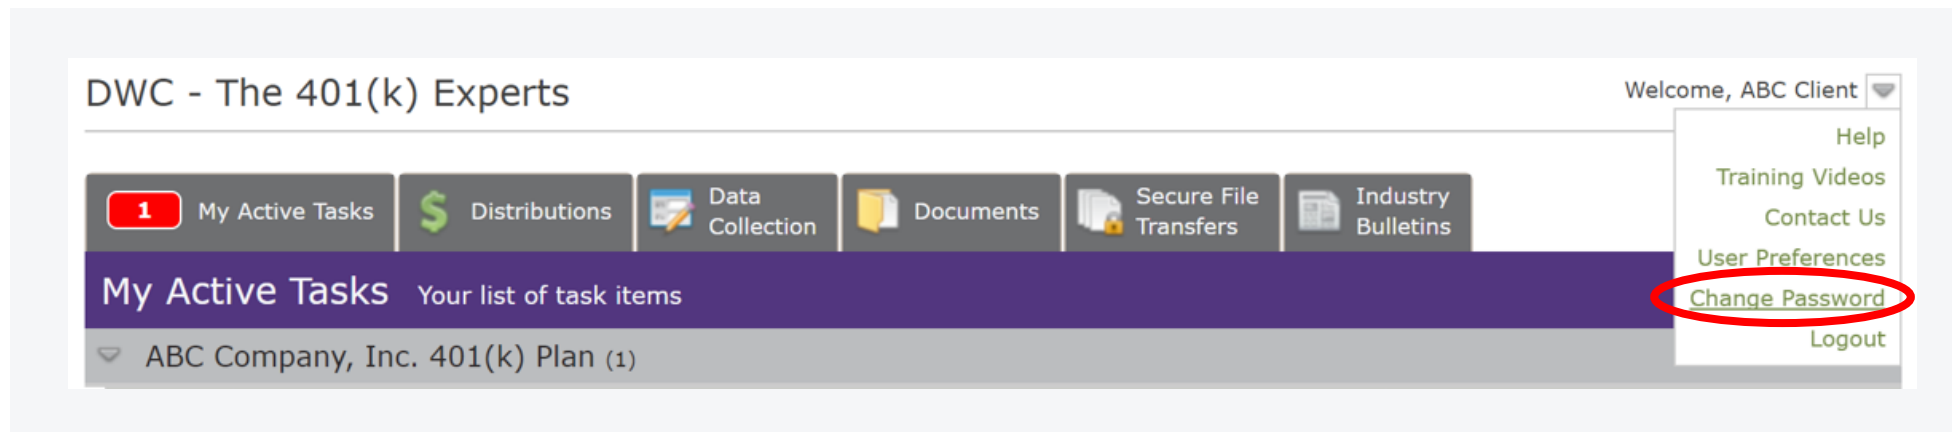 DWC - The 401(k) Experts
Welcome, ABC Client
Help
Training Videos
Contact Us
User Preferences
Change Password
Logout
1 My Active Tasks
Distributions
Data
Collection
Documents
Secure File
Transfers
Industry
Bulletins
My Active Tasks Your list of task items
ABC Company, Inc. 401(k) Plan (1)